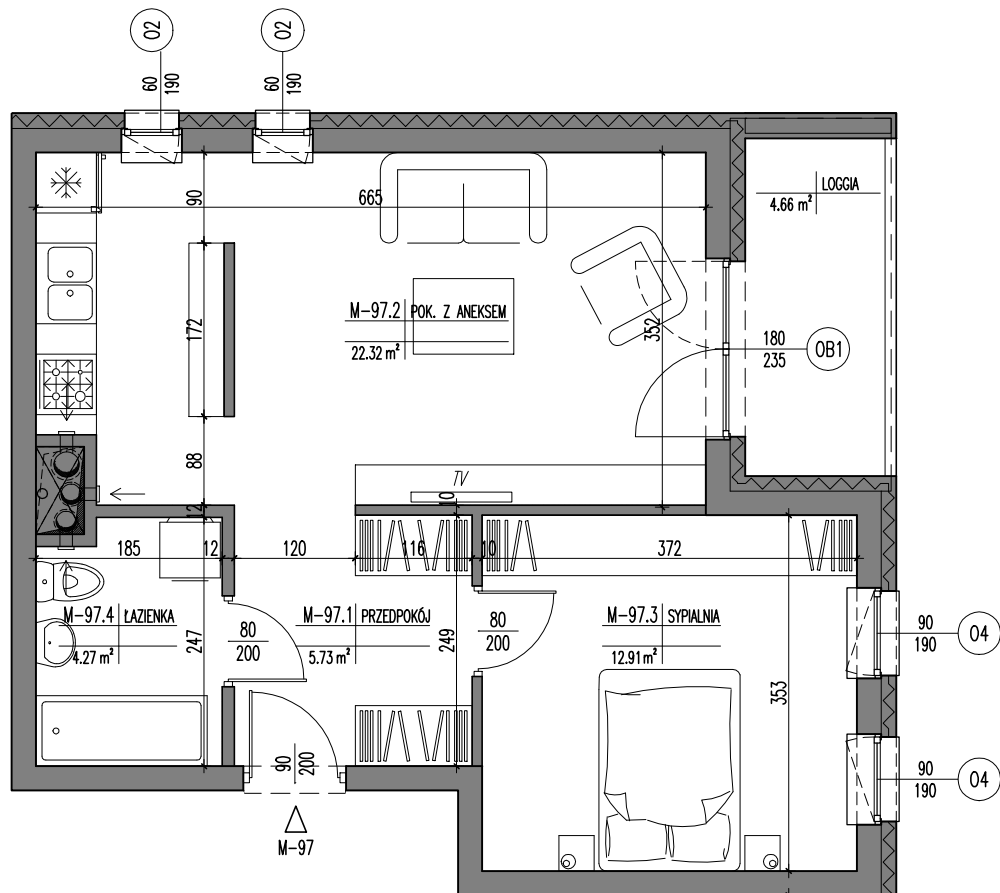 02
02
60
190
60
190
90
665
LOGGIA
4.66 m²
172
M-97.2 POK. Z ANEKSEM
22.32 m²
352
180
235
OB1
88
TV
10
12
185
12
120
116
10
372
M-97.4 ŁAZIENKA
4.27 m²
247
80
200
M-97.1 PRZEDPOKÓJ
5.73 m²
249
80
200
M-97.3 SYPIALNIA
12.91 m²
353
90
190
04
90
200
90
190
04
M-97